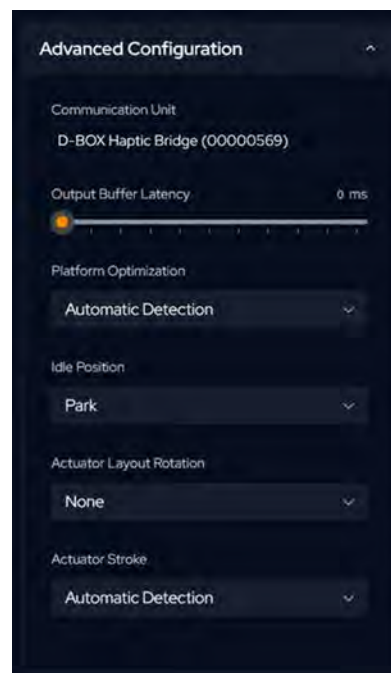 Advanced Configuration
Communication Unit
D-BOX Haptic Bridge (00000569)
Output Buffer Latency 0 ms
Platform Optimization
Automatic Detection
Idle Position
Park
Actuator Layout Rotation
None
Actuator Stroke
Automatic Detection